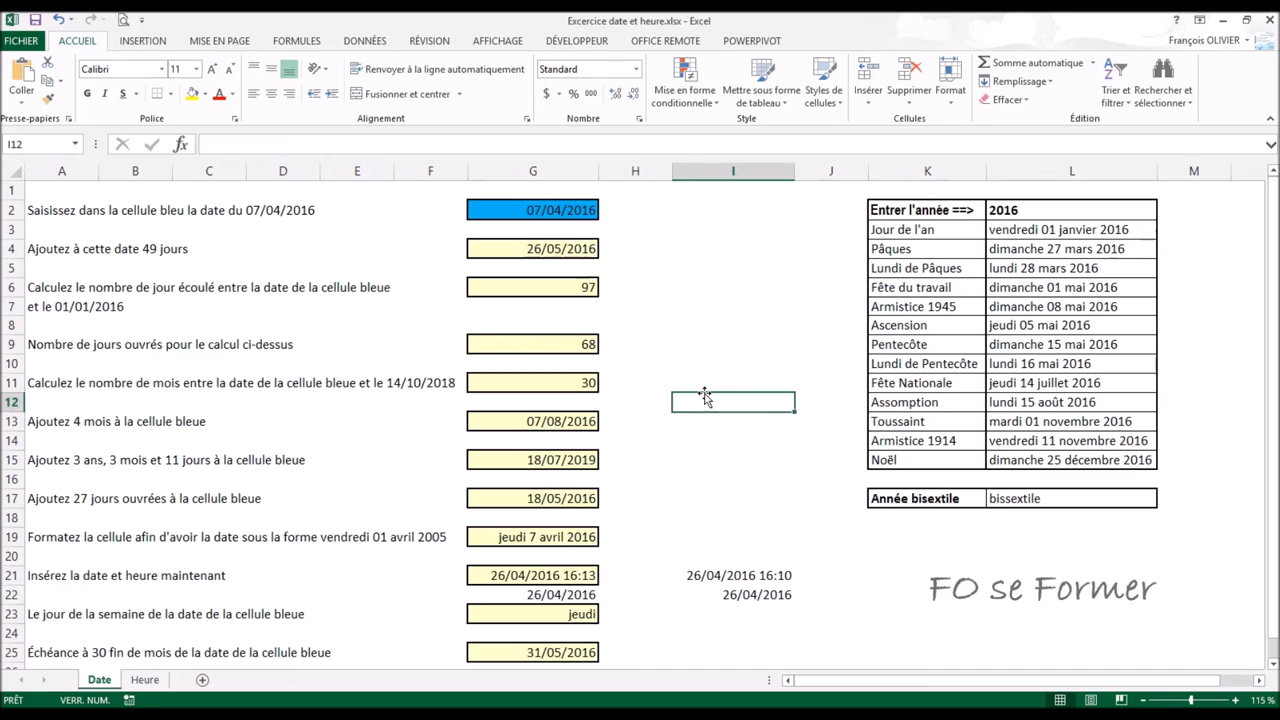 Excercice date et heure.xlsx - Excel
FICHIER ACCUEIL INSERTION MISE EN PAGE FORMULES DONNÉES RÉVISION AFFICHAGE DÉVELOPPEUR OFFICE REMOTE POWERPIVOT François OLIVIER
Calibri 11 Renvoyer à la ligne automatiquement Standard Somme automatique
Remplissage
Coller G I S Fusionner et centrer $ % 000 Mise en forme conditionnelle Mettre sous forme de tableau Styles de cellules Insérer Supprimer Format Effacer Trier et filtrer Rechercher et sélectionner
Presse-papiers Police Alignement Nombre Style Cellules Édition
I12 fx
A B C D E F G H I J K L M
1
2 Saisissez dans la cellule bleu la date du 07/04/2016 07/04/2016 Entrer l'année ==> 2016
3 Jour de l'an vendredi 01 janvier 2016
4 Ajoutez à cette date 49 jours 26/05/2016 Pâques dimanche 27 mars 2016
5 Lundi de Pâques lundi 28 mars 2016
6 Calculez le nombre de jour écoulé entre la date de la cellule bleue 97 Fête du travail dimanche 01 mai 2016
7 et le 01/01/2016 Armistice 1945 dimanche 08 mai 2016
8 Ascension jeudi 05 mai 2016
9 Nombre de jours ouvrés pour le calcul ci-dessus 68 Pentecôte dimanche 15 mai 2016
10 Lundi de Pentecôte lundi 16 mai 2016
11 Calculez le nombre de mois entre la date de la cellule bleue et le 14/10/2018 30 Fête Nationale jeudi 14 juillet 2016
12 Assomption lundi 15 août 2016
13 Ajoutez 4 mois à la cellule bleue 07/08/2016 Toussaint mardi 01 novembre 2016
14 Armistice 1914 vendredi 11 novembre 2016
15 Ajoutez 3 ans, 3 mois et 11 jours à la cellule bleue 18/07/2019 Noël dimanche 25 décembre 2016
16
17 Ajoutez 27 jours ouvrées à la cellule bleue 18/05/2016 Année bisextile bissextile
18
19 Formatez la cellule afin d'avoir la date sous la forme vendredi 01 avril 2005 jeudi 7 avril 2016
20
21 Insérez la date et heure maintenant 26/04/2016 16:13 26/04/2016 16:10
22 26/04/2016 26/04/2016 FO se Former
23 Le jour de la semaine de la date de la cellule bleue jeudi
24
25 Échéance à 30 fin de mois de la date de la cellule bleue 31/05/2016
Date Heure
PRÊT VERR. NUM. 115 %